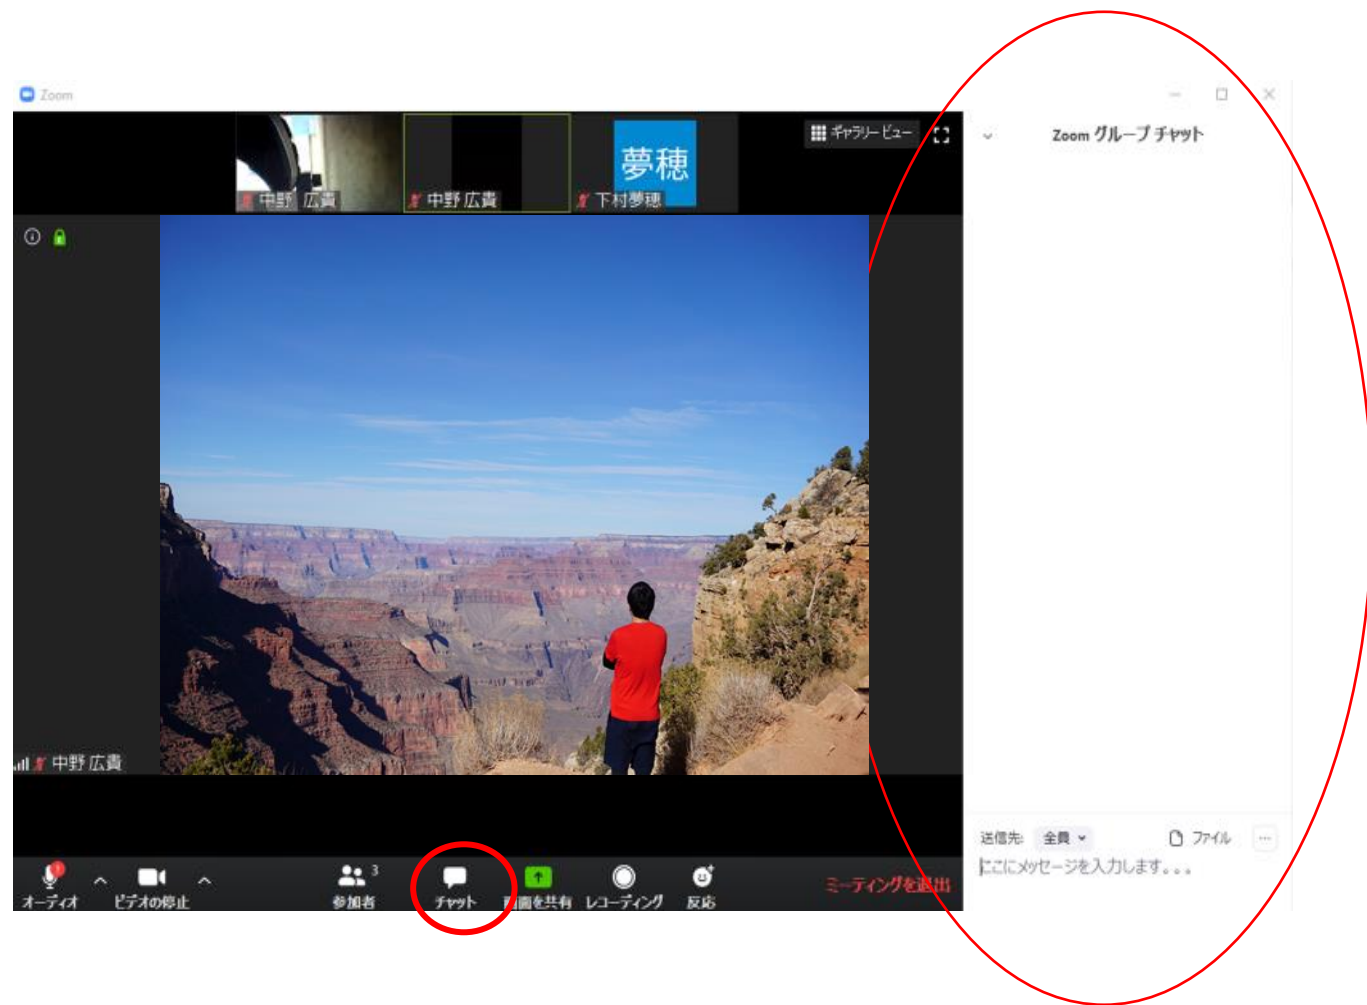 Zoom
ギャラリー ビュー
Zoom グループ チャット
中野 広貴
中野 広貴
夢穂
下村夢穂
中野 広貴
送信先:
全員
ファイル
ここにメッセージを入力します。。。
オーディオ
ビデオの停止
3
参加者
チャット
画面を共有
レコーディング
反応
ミーティングを退出